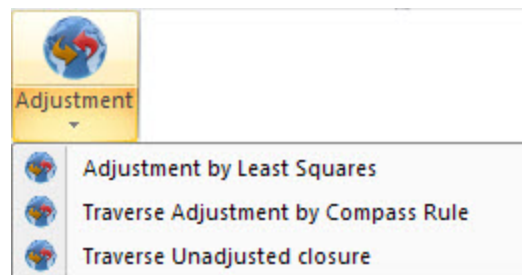 Adjustment
Adjustment by Least Squares
Traverse Adjustment by Compass Rule
Traverse Unadjusted closure